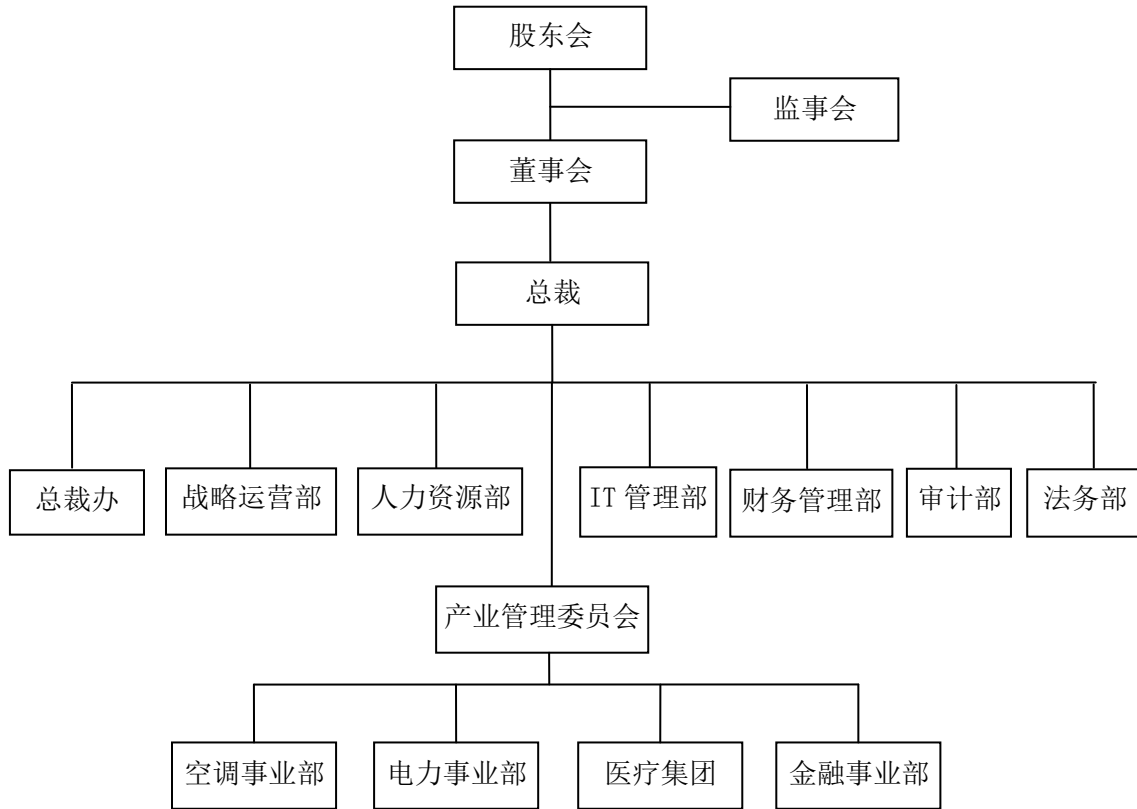 股东会
监事会
董事会
总裁
总裁办
战略运营部
人力资源部
IT 管理部
财务管理部
审计部
法务部
产业管理委员会
空调事业部
电力事业部
医疗集团
金融事业部